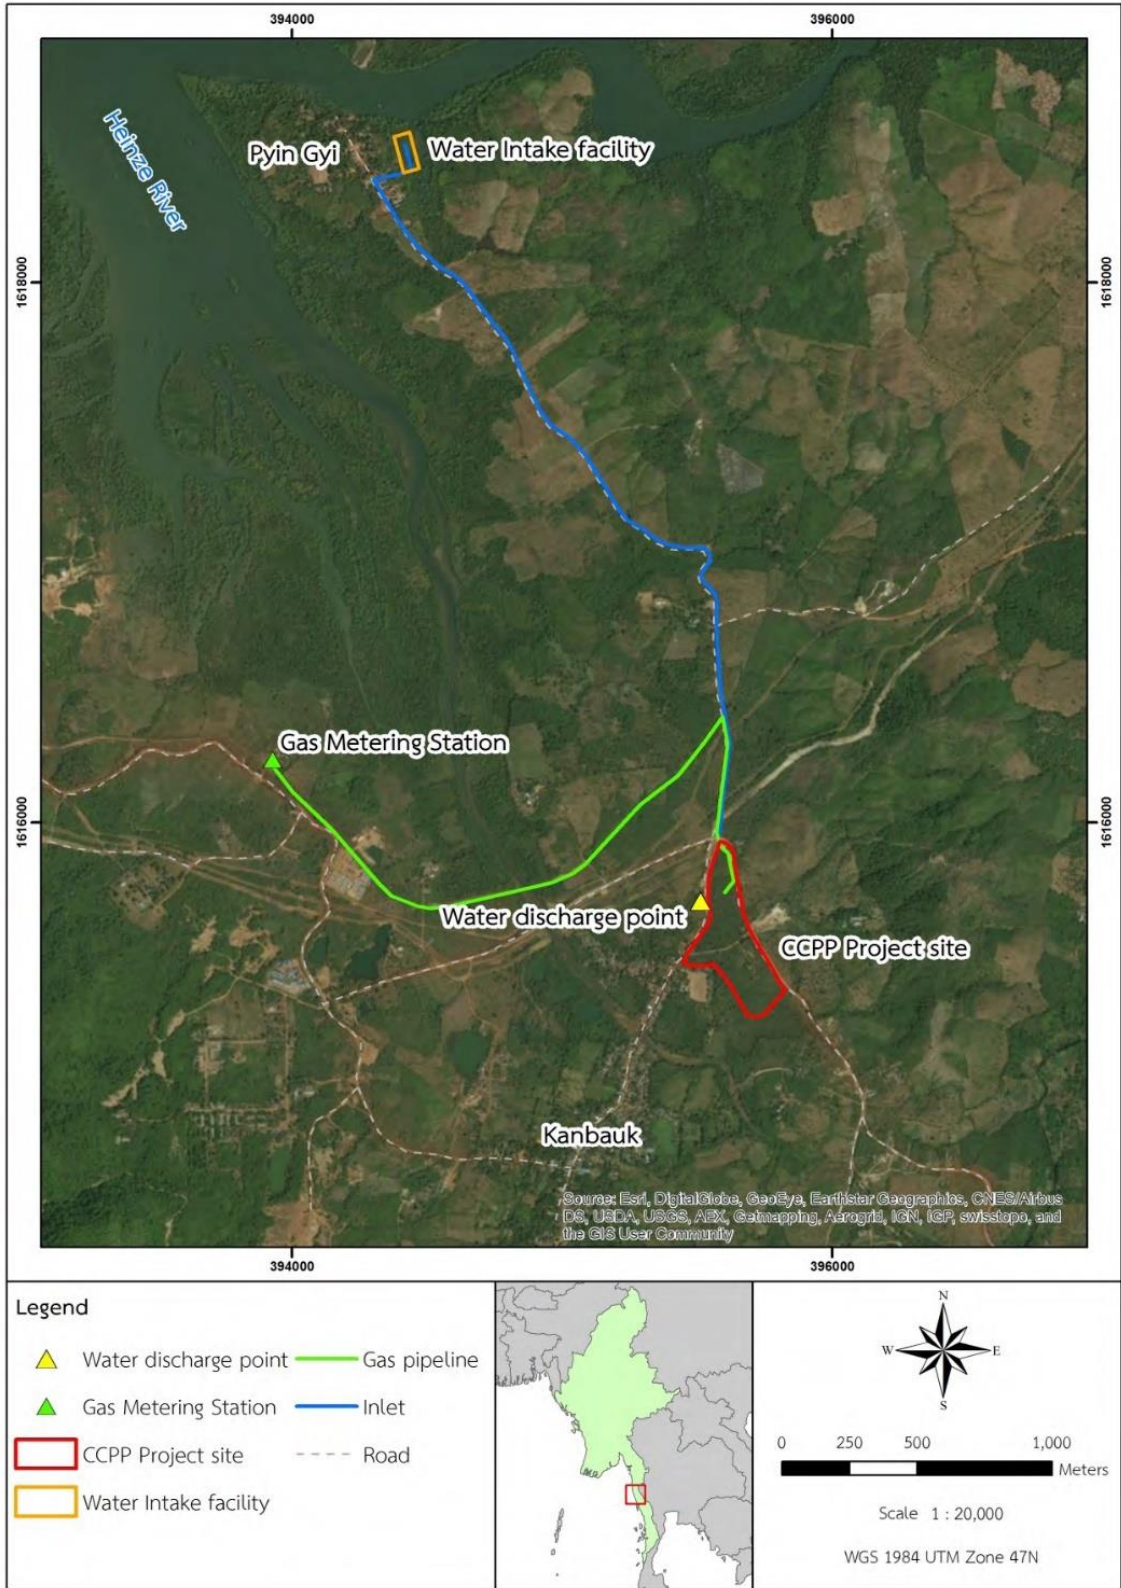 394000
396000
Heinze River
Pyin Gyi
Water Intake facility
1618000
1618000
Gas Metering Station
1616000
1616000
Water discharge point
CCPP Project site
Kanbauk
Source: Esri, DigitalGlobe, GeoEye, Earthstar Geographics, CNES/Airbus
DS, USDA, USGS, AEX, Getmapping, Aerogrid, IGN, IGP, swisstopo, and
the GIS User Community
394000
396000
Legend
Water discharge point
Gas pipeline
Gas Metering Station
Inlet
CCPP Project site
Road
Water Intake facility
N
W
E
S
0 250 500 1,000
Meters
Scale 1 : 20,000
WGS 1984 UTM Zone 47N